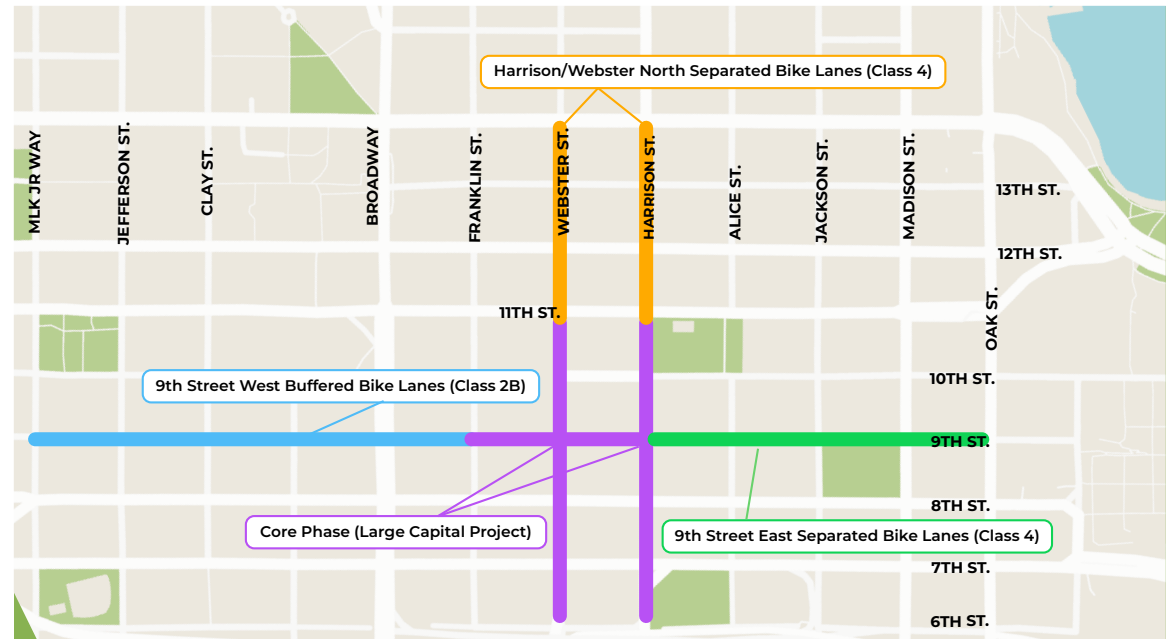 Harrison/Webster North Separated Bike Lanes (Class 4)
MLK JR WAY
JEFFERSON ST.
CLAY ST.
BROADWAY
FRANKLIN ST.
WEBSTER ST.
HARRISON ST.
ALICE ST.
JACKSON ST.
MADISON ST.
13TH ST.
12TH ST.
OAK ST.
11TH ST.
10TH ST.
9th Street West Buffered Bike Lanes (Class 2B)
9TH ST.
8TH ST.
Core Phase (Large Capital Project)
9th Street East Separated Bike Lanes (Class 4)
7TH ST.
6TH ST.